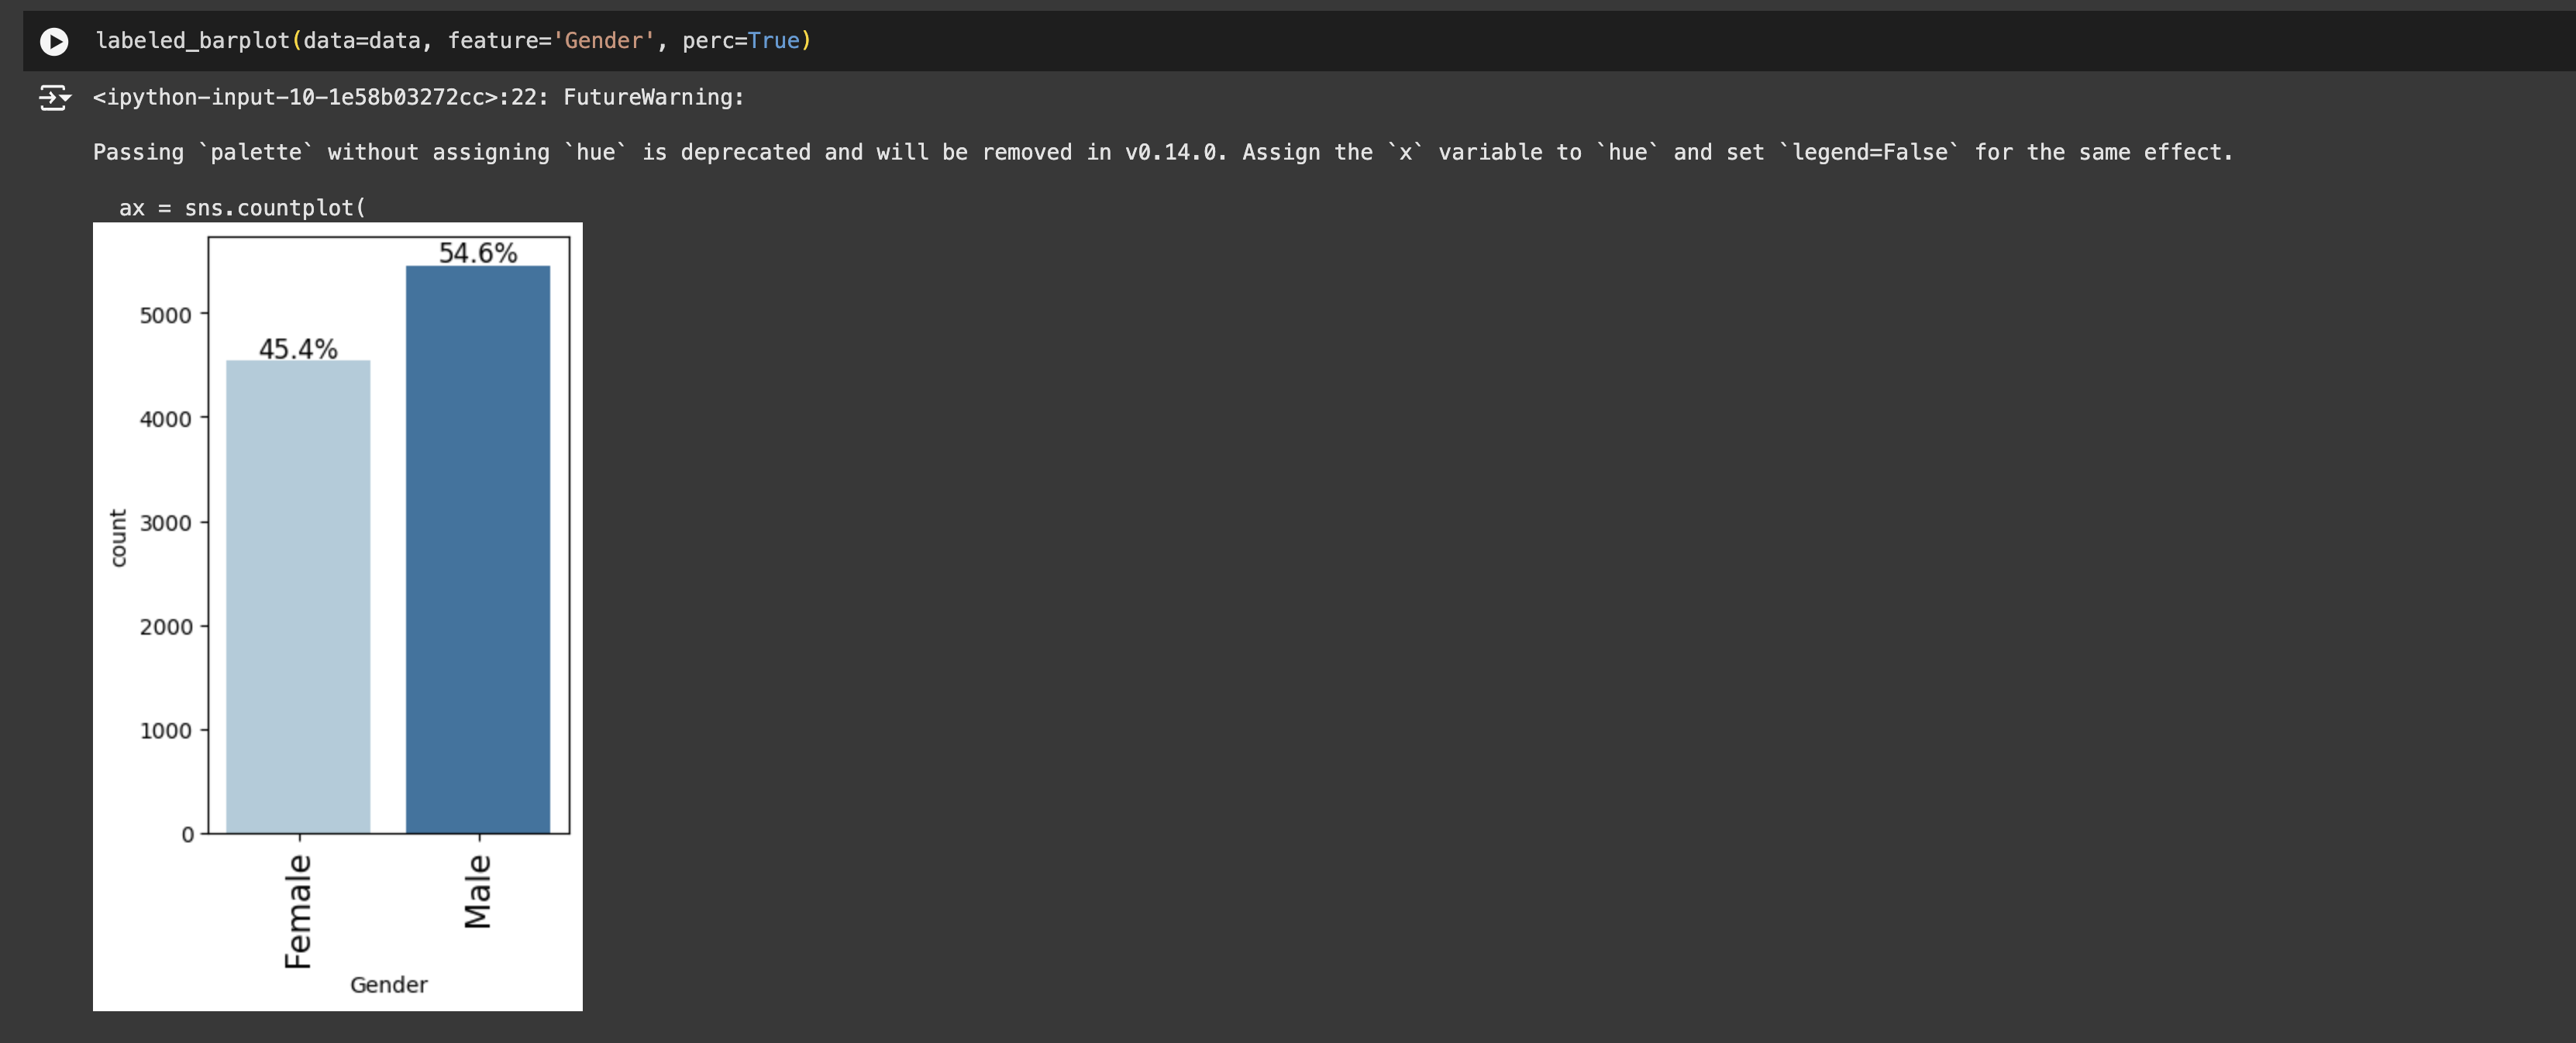 labeled_barplot(data=data, feature='Gender', perc=True)
<ipython-input-10-1e58b03272cc>:22: FutureWarning:
Passing `palette` without assigning `hue` is deprecated and will be removed in v0.14.0. Assign the `x` variable to `hue` and set `legend=False` for the same effect.
ax = sns.countplot(
54.6%
5000
45.4%
4000
count
3000
2000
1000
0
Female
Male
Gender